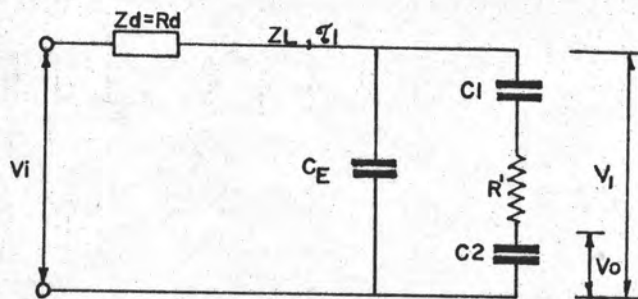 Zd=Rd
ZL, τ1
C1
Vi
CE
R'
V1
C2
Vo